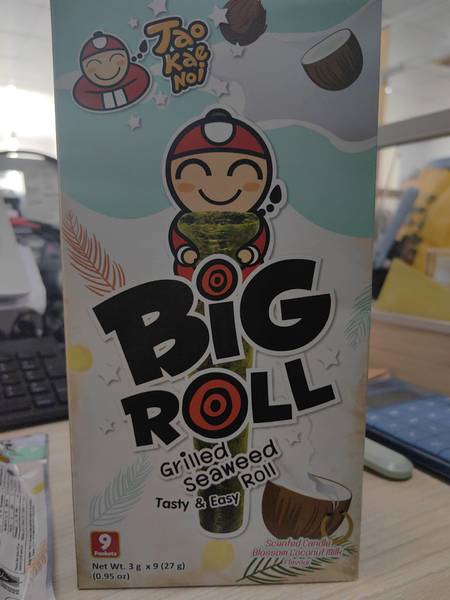 Tao
Kae
Noi
BiG
ROLL
Grilled
Seaweed
Roll
Tasty & Easy
9
Packets
Net Wt. 3 g x 9 (27 g)
(0.95 oz)
Scented Candle
Blossom Coconut Milk
Flavour